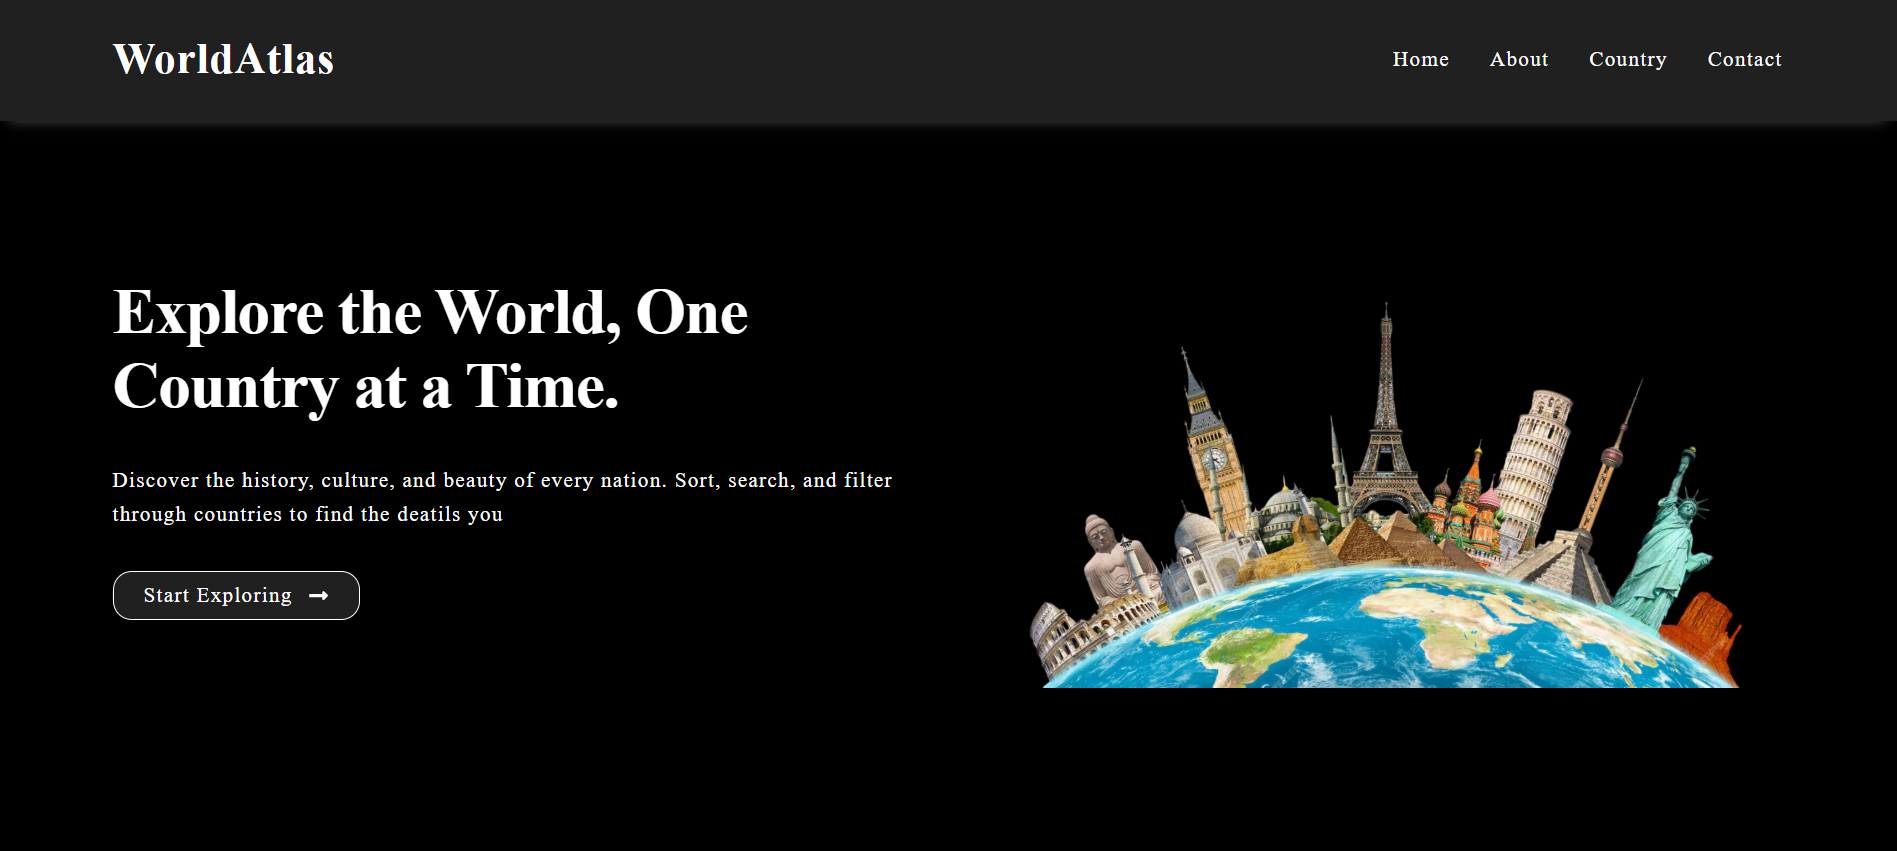 WorldAtlas
Home About Country Contact
Explore the World, One
Country at a Time.
Discover the history, culture, and beauty of every nation. Sort, search, and filter
through countries to find the deatils you
Start Exploring